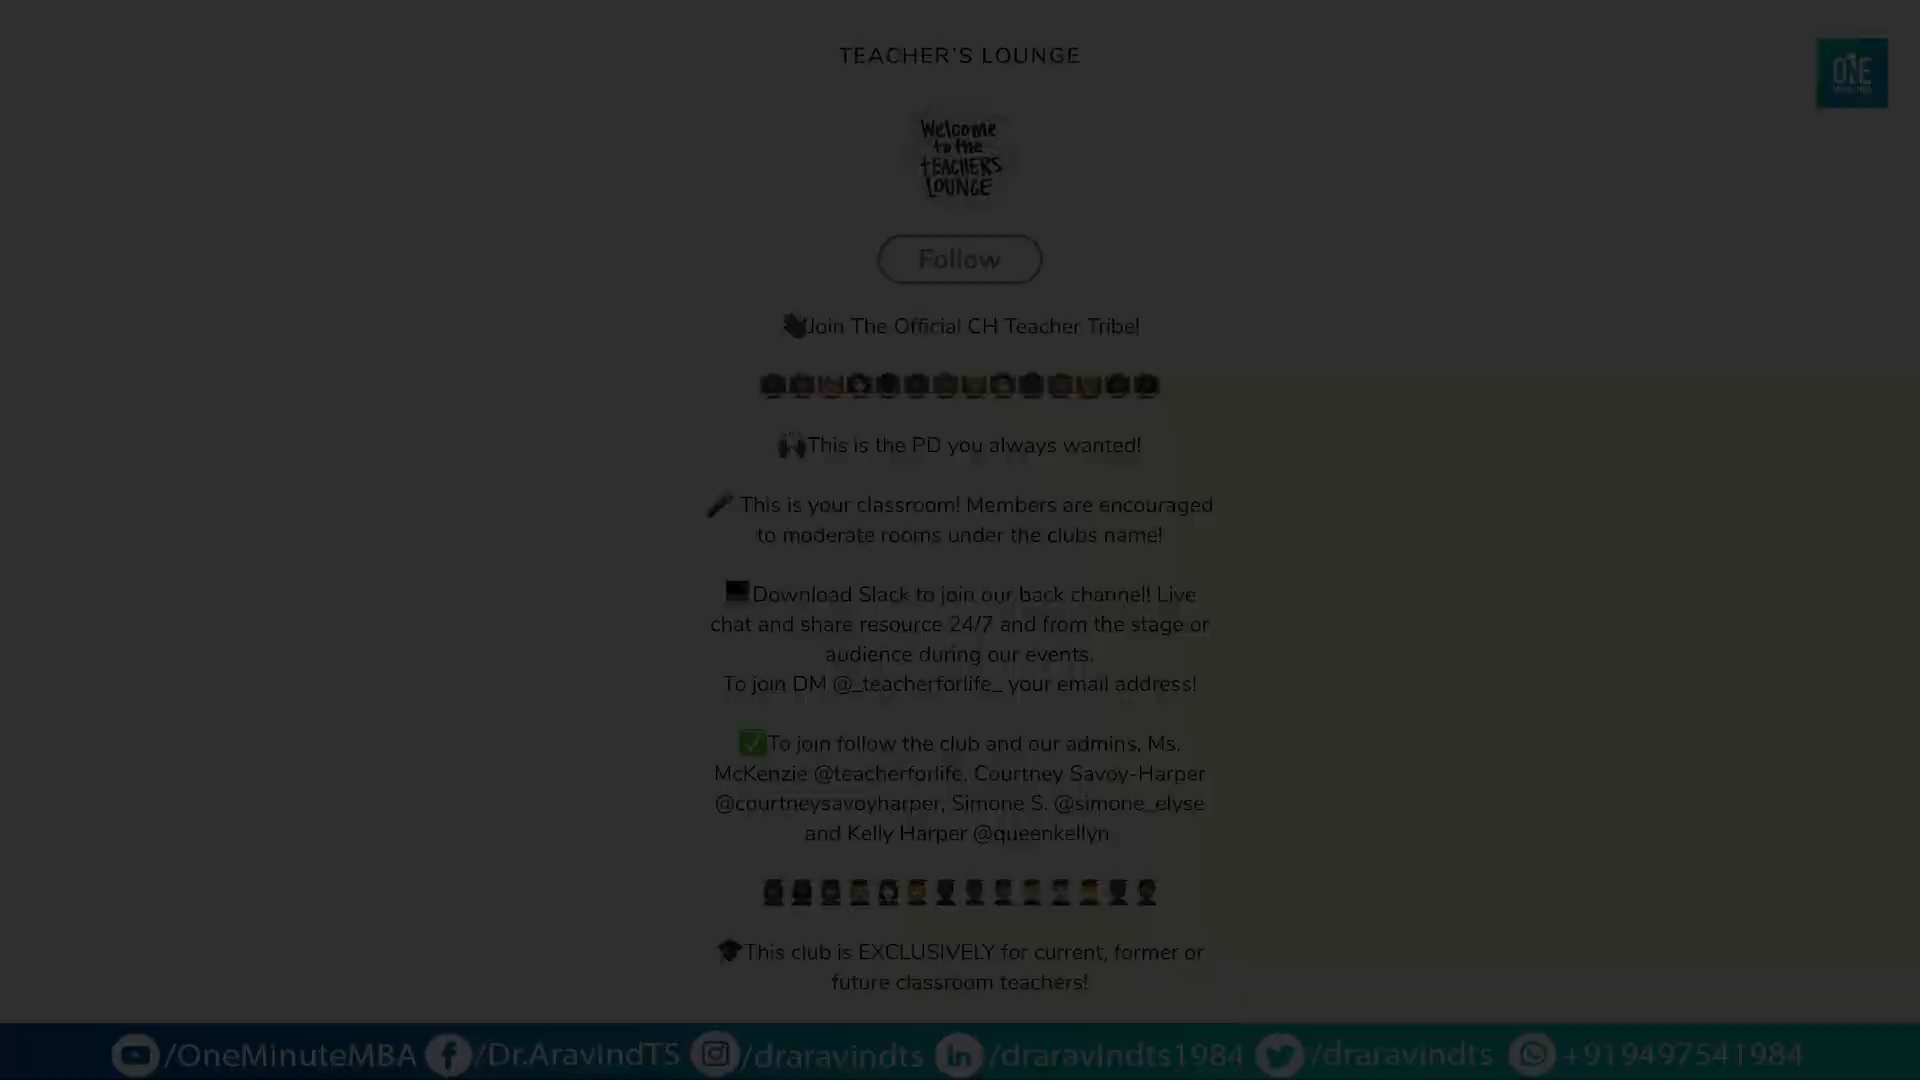 TEACHER'S LOUNGE
ONE
Welcome
to the
tEACHERS
LOUNGE
Follow
👋🏿Join The Official CH Teacher Tribe!
🙌🏿This is the PD you always wanted!
🎤 This is your classroom! Members are encouraged
to moderate rooms under the clubs name!
Download Slack to join our back channel! Live
chat and share resource 24/7 and from the stage or
audience during our events.
To join DM @_teacherforlife_ your email address!
✅To join follow the club and our admins, Ms.
McKenzie @teacherforlife, Courtney Savoy-Harper
@courtneysavoyharper, Simone S. @simone_elyse
and Kelly Harper @queenkellyn
🎓This club is EXCLUSIVELY for current, former or
future classroom teachers!
/OneMinuteMBA /Dr.AravindTS /draravindts /draravindts1984 /draravindts +919497541984